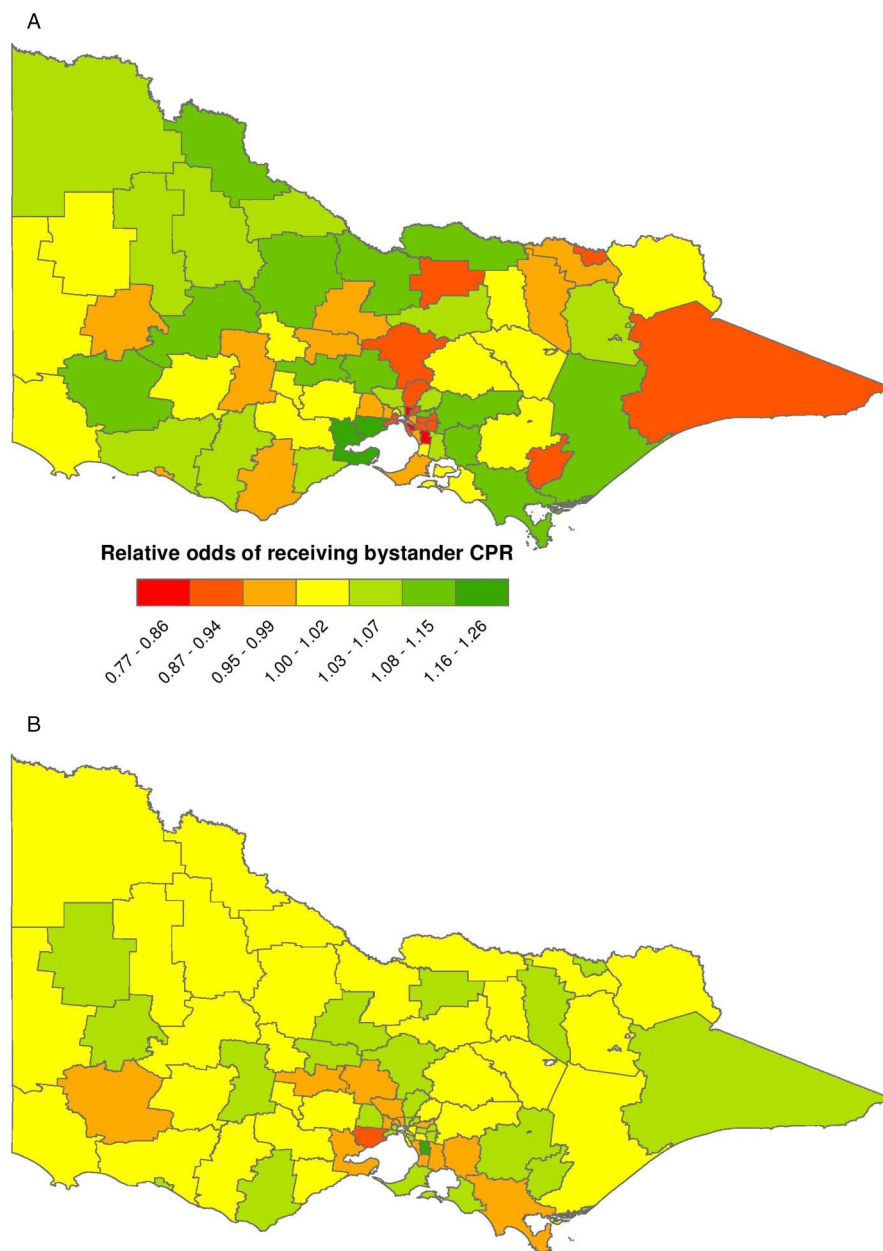 A
Relative odds of receiving bystander CPR
0.77 - 0.86
0.87 - 0.94
0.95 - 0.99
1.00 - 1.02
1.03 - 1.07
1.08 - 1.15
1.16 - 1.26
B